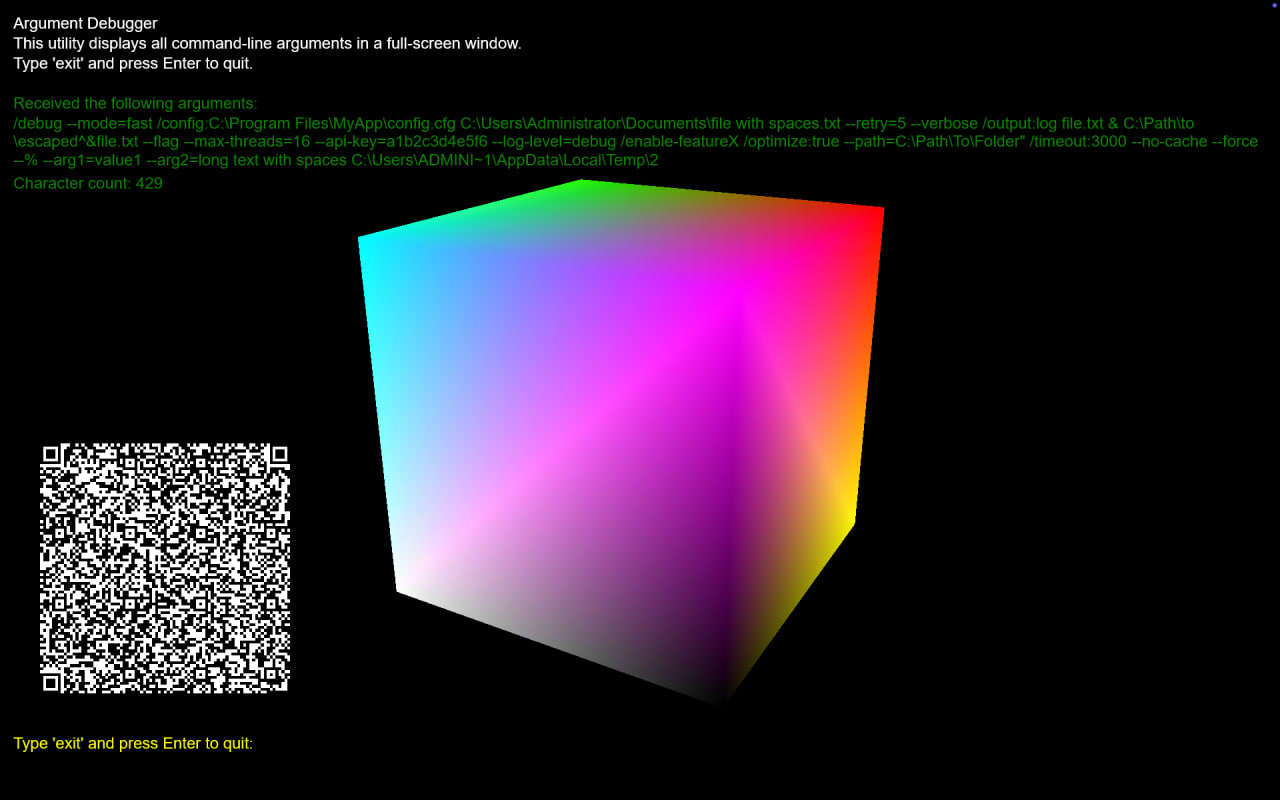 Argument Debugger
This utility displays all command-line arguments in a full-screen window.
Type 'exit' and press Enter to quit.
Received the following arguments:
/debug --mode=fast /config:C:\Program Files\MyApp\config.cfg C:\Users\Administrator\Documents\file with spaces.txt --retry=5 --verbose /output:log file.txt & C:\Path\to
\escaped^&file.txt --flag --max-threads=16 --api-key=a1b2c3d4e5f6 --log-level=debug /enable-featureX /optimize:true --path=C:\Path\To\Folder" /timeout:3000 --no-cache --force
--% --arg1=value1 --arg2=long text with spaces C:\Users\ADMINI~1\AppData\Local\Temp\2
Character count: 429
Type 'exit' and press Enter to quit: